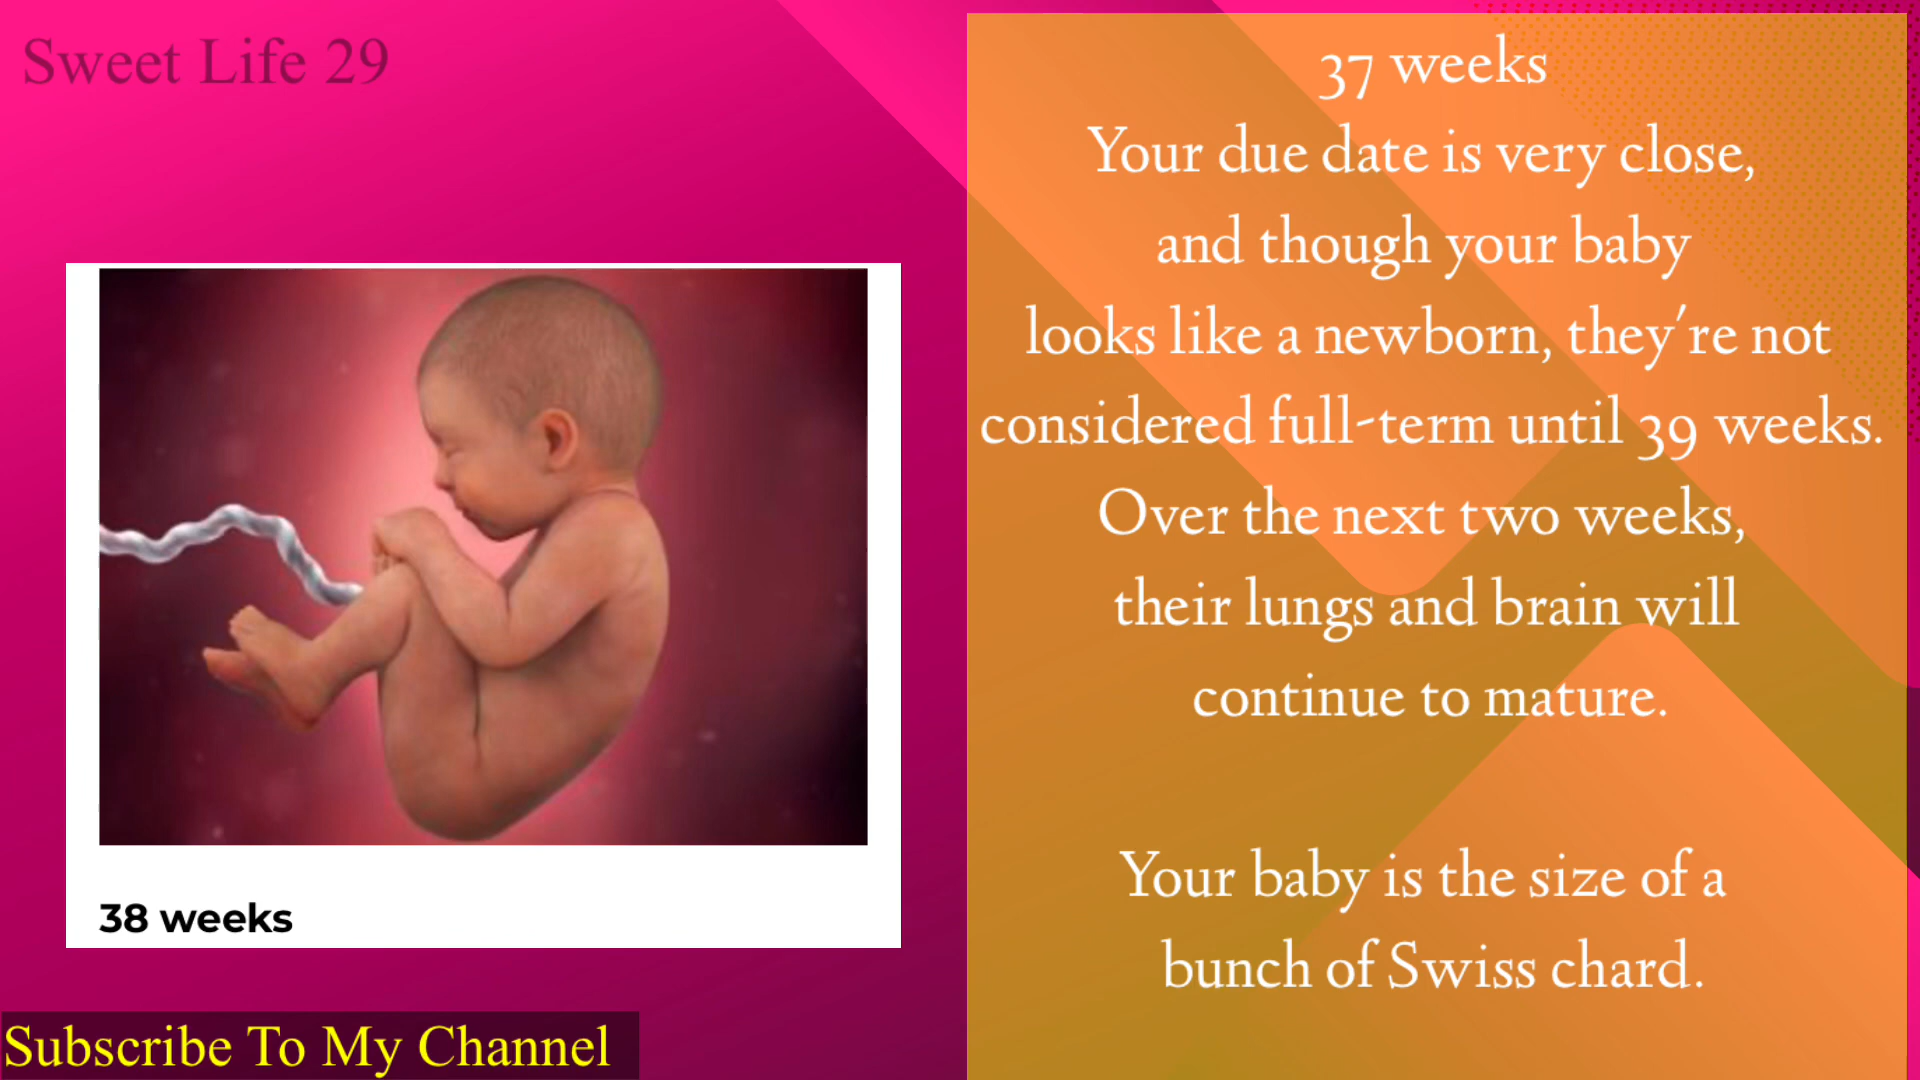 Sweet Life 29
37 weeks
Your due date is very close,
and though your baby
looks like a newborn, they're not
considered full-term until 39 weeks.
Over the next two weeks,
their lungs and brain will
continue to mature.
Your baby is the size of a
bunch of Swiss chard.
38 weeks
Subscribe To My Channel